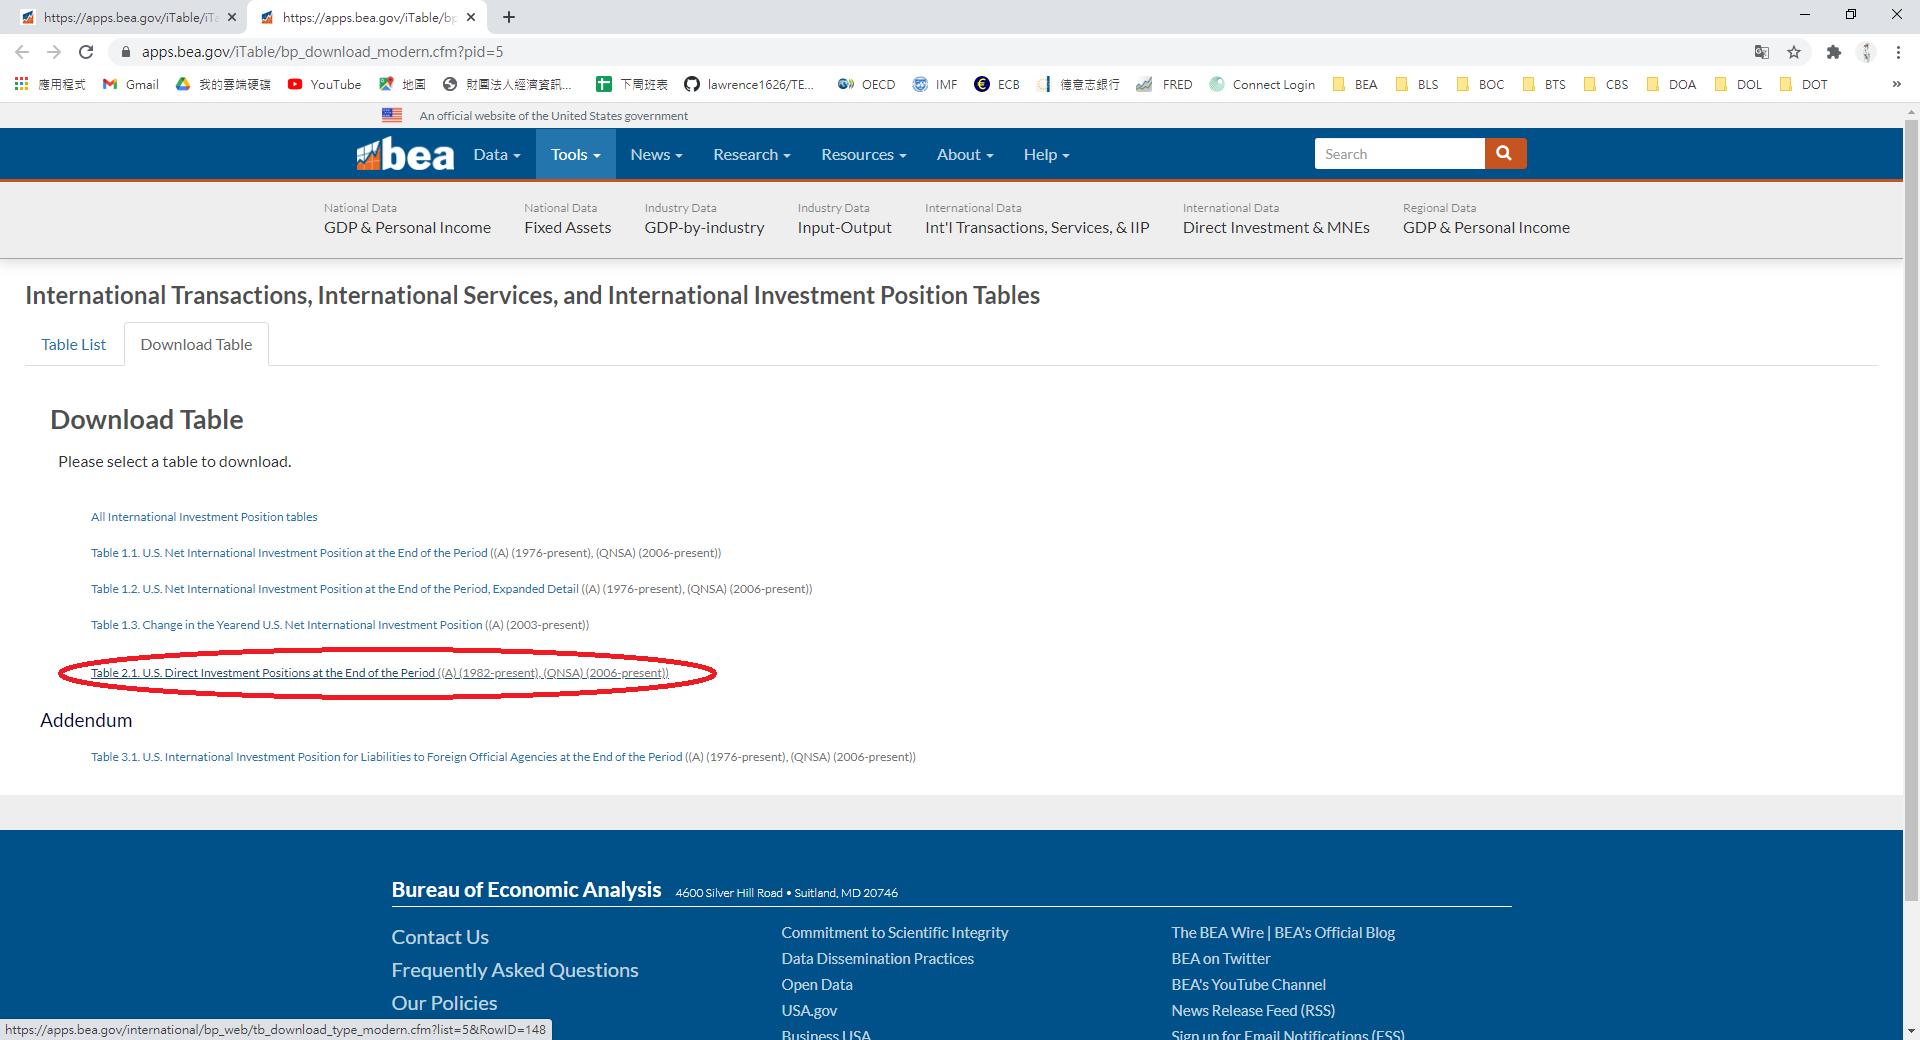 https://apps.bea.gov/iTable/iTa
https://apps.bea.gov/iTable/bp
apps.bea.gov/iTable/bp_download_modern.cfm?pid=5
應用程式 Gmail 我的雲端硬碟 YouTube 地圖 財團法人經濟資訊... 下周班表 lawrence1626/TE... OECD IMF ECB 德意志銀行 FRED Connect Login BEA BLS BOC BTS CBS DOA DOL DOT »
An official website of the United States government
bea Data Tools News Research Resources About Help Search
National Data National Data Industry Data Industry Data International Data International Data Regional Data
GDP & Personal Income Fixed Assets GDP-by-industry Input-Output Int'l Transactions, Services, & IIP Direct Investment & MNEs GDP & Personal Income
International Transactions, International Services, and International Investment Position Tables
Table List Download Table
Download Table
Please select a table to download.
All International Investment Position tables
Table 1.1. U.S. Net International Investment Position at the End of the Period ((A) (1976-present), (QNSA) (2006-present))
Table 1.2. U.S. Net International Investment Position at the End of the Period, Expanded Detail ((A) (1976-present), (QNSA) (2006-present))
Table 1.3. Change in the Yearend U.S. Net International Investment Position ((A) (2003-present))
Table 2.1. U.S. Direct Investment Positions at the End of the Period ((A) (1982-present), (QNSA) (2006-present))
Addendum
Table 3.1. U.S. International Investment Position for Liabilities to Foreign Official Agencies at the End of the Period ((A) (1976-present), (QNSA) (2006-present))
Bureau of Economic Analysis 4600 Silver Hill Road • Suitland, MD 20746
Contact Us
Frequently Asked Questions
Our Policies
Commitment to Scientific Integrity
Data Dissemination Practices
Open Data
USA.gov
Business USA
The BEA Wire | BEA's Official Blog
BEA on Twitter
BEA's YouTube Channel
News Release Feed (RSS)
Sign up for Email Notifications (ESS)
https://apps.bea.gov/international/bp_web/tb_download_type_modern.cfm?list=5&RowID=148